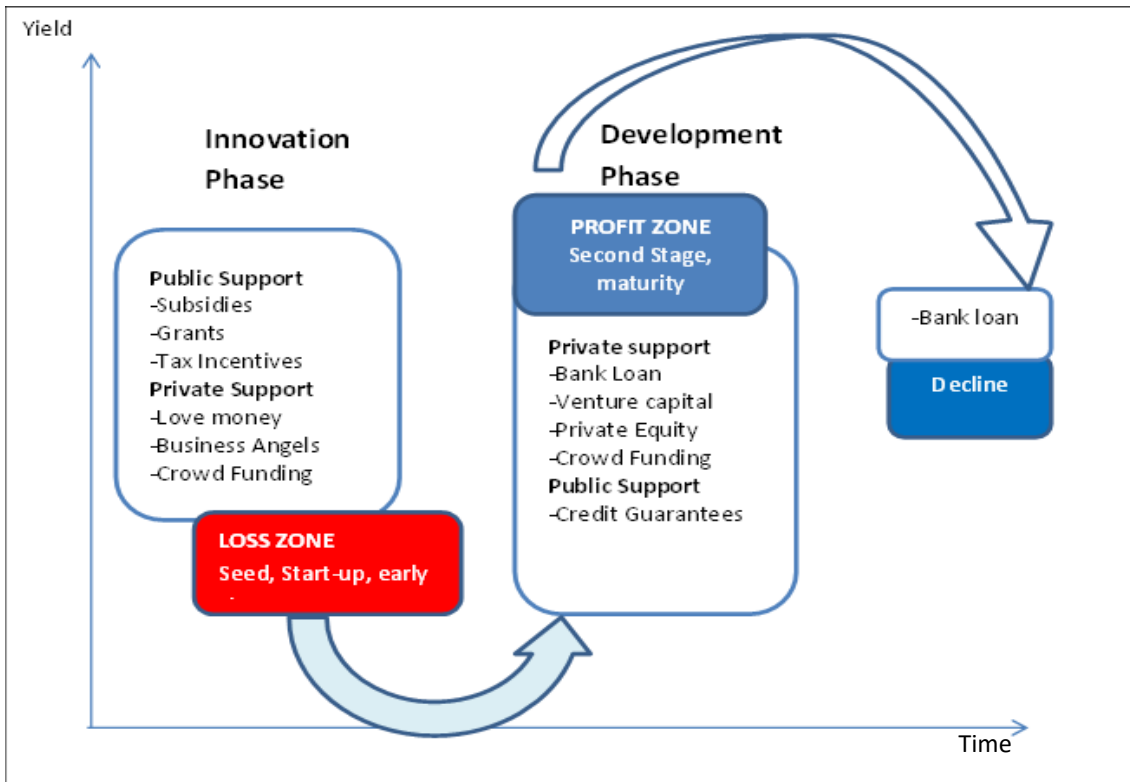 Yield
Innovation
Phase
Public Support
-Subsidies
-Grants
-Tax Incentives
Private Support
-Love money
-Business Angels
-Crowd Funding
LOSS ZONE
Seed, Start-up, early
Development
Phase
PROFIT ZONE
Second Stage,
maturity
Private support
-Bank Loan
-Venture capital
-Private Equity
-Crowd Funding
Public Support
-Credit Guarantees
-Bank loan
Decline
Time